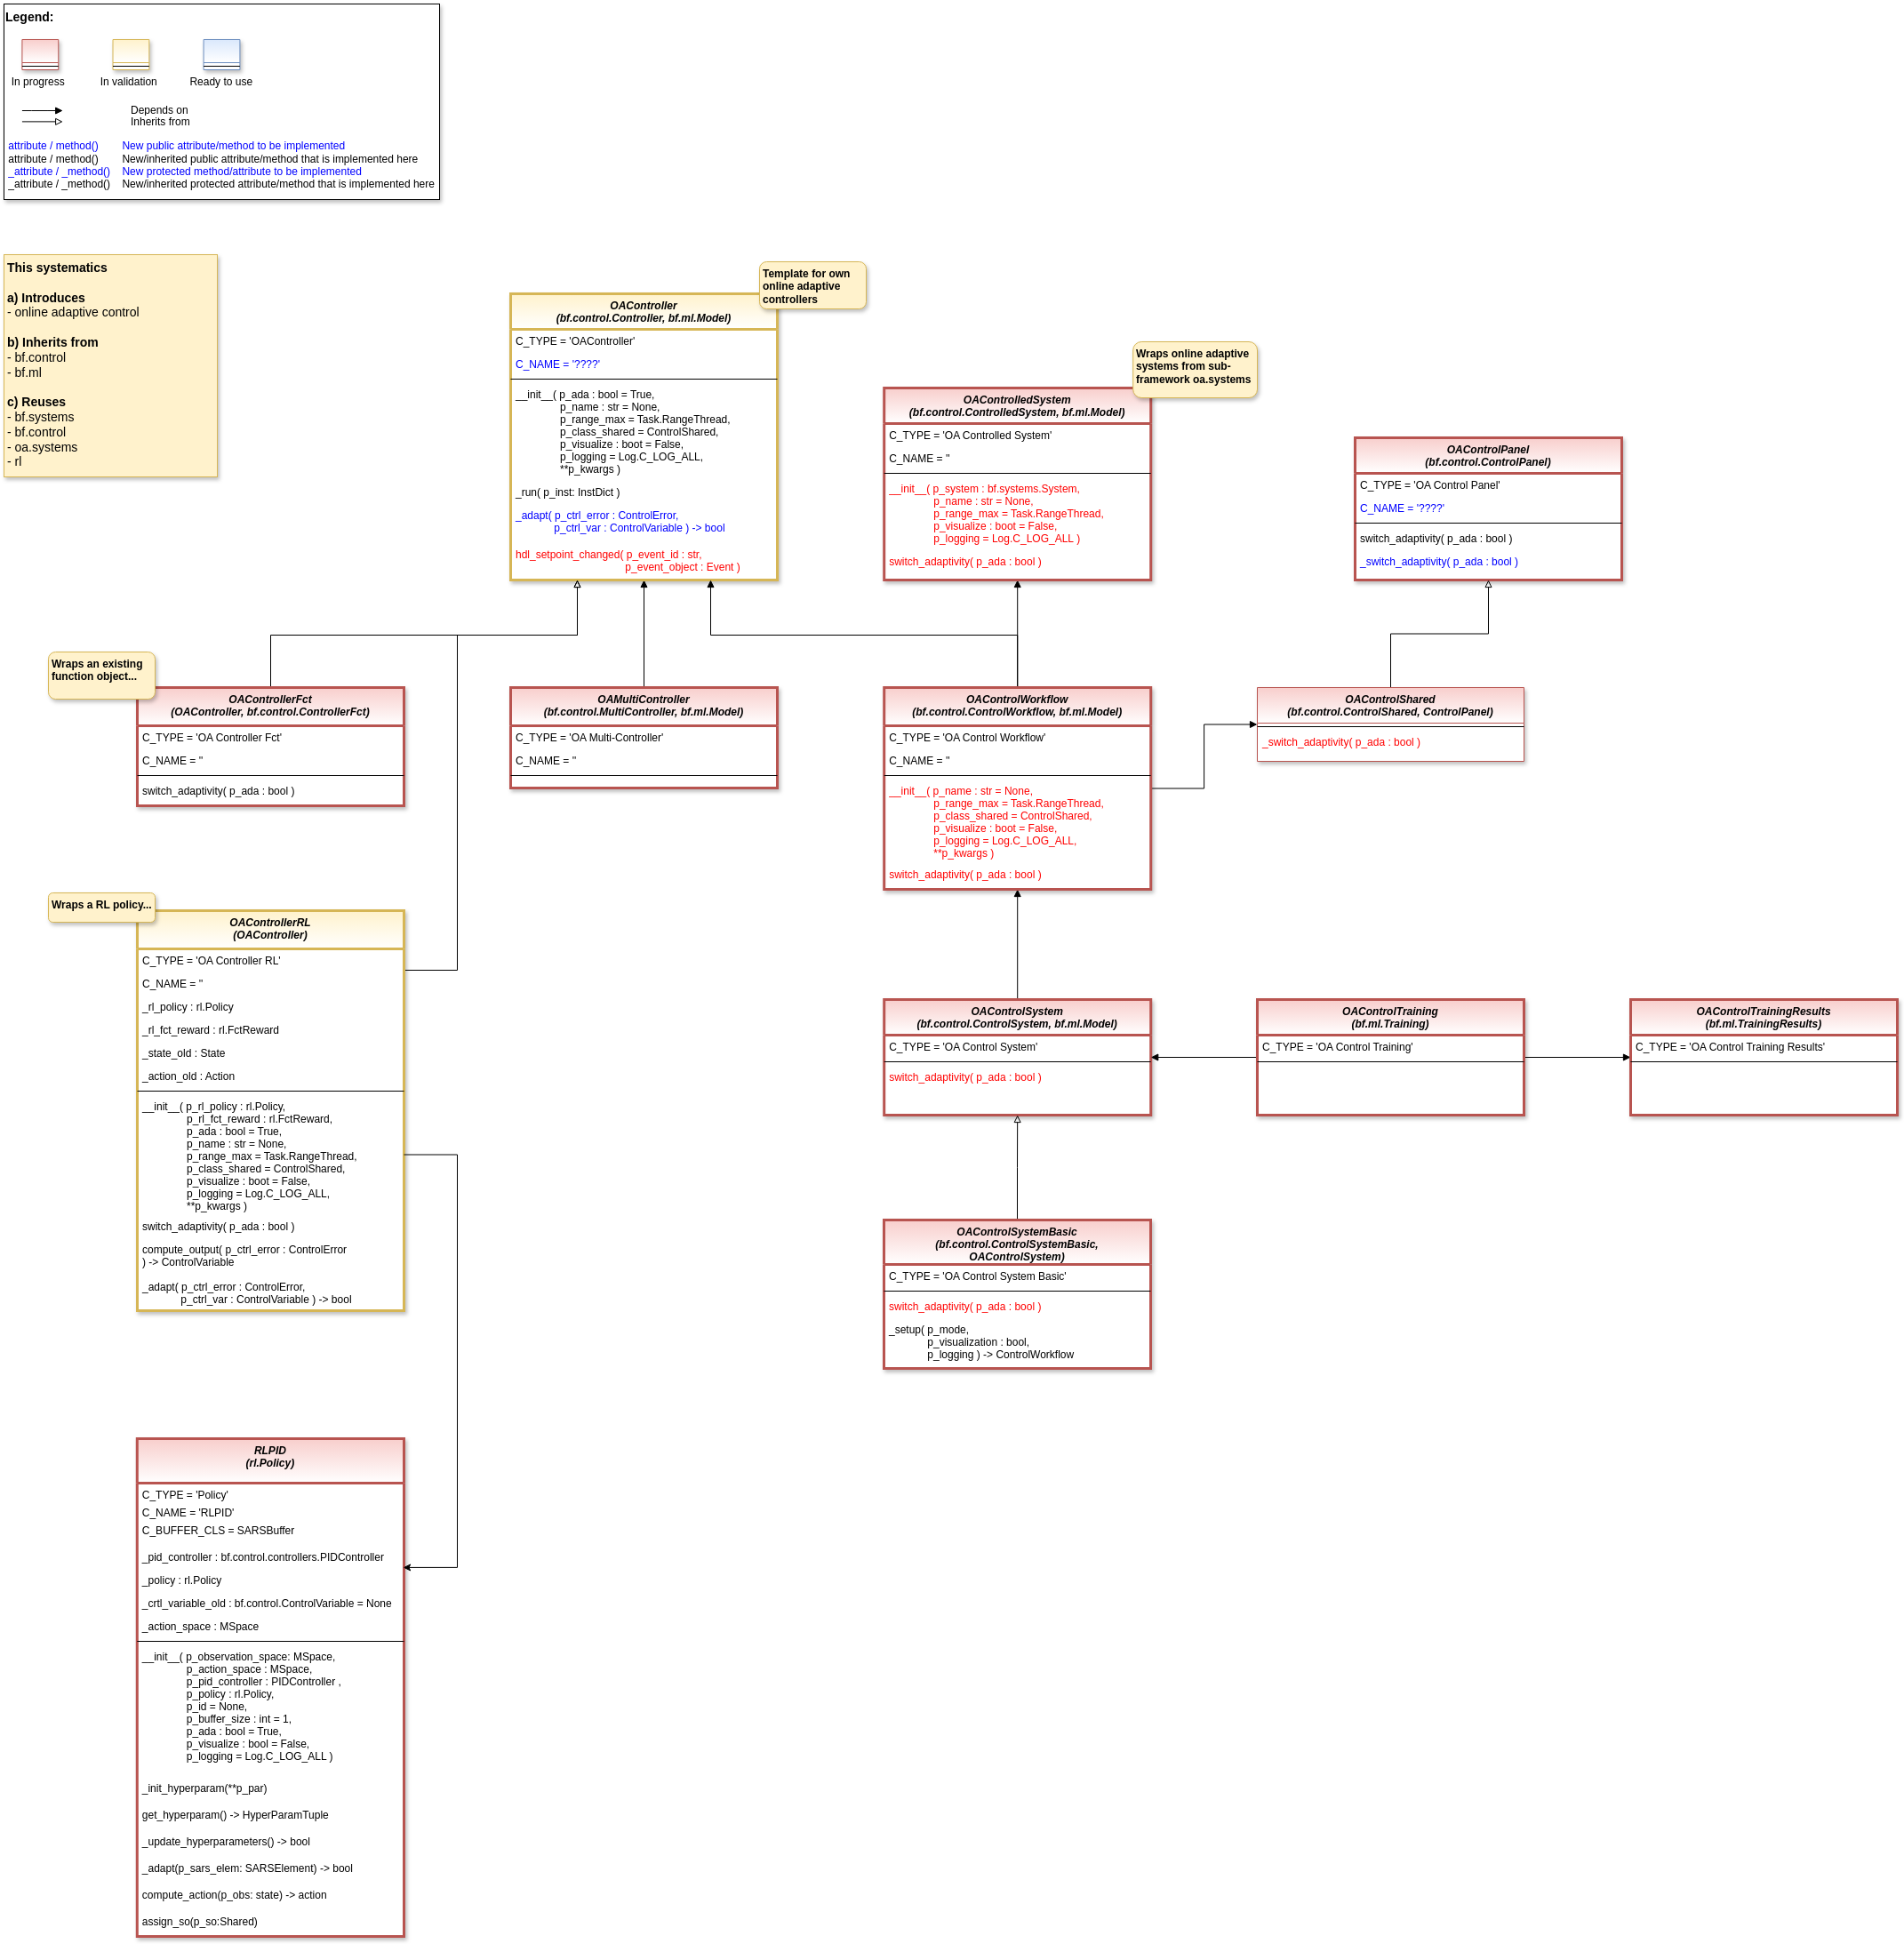 Legend:
In progress
In validation
Ready to use
Depends on
Inherits from
attribute / method() New public attribute/method to be implemented
attribute / method() New/inherited public attribute/method that is implemented here
_attribute / _method() New protected method/attribute to be implemented
_attribute / _method() New/inherited protected attribute/method that is implemented here
This systematics
a) Introduces
- online adaptive control
b) Inherits from
- bf.control
- bf.ml
c) Reuses
- bf.systems
- bf.control
- oa.systems
- rl
Template for own
online adaptive
controllers
OAController
(bf.control.Controller, bf.ml.Model)
C_TYPE = 'OAController'
C_NAME = '????'
__init__( p_ada : bool = True,
p_name : str = None,
p_range_max = Task.RangeThread,
p_class_shared = ControlShared,
p_visualize : boot = False,
p_logging = Log.C_LOG_ALL,
**p_kwargs )
_run( p_inst: InstDict )
_adapt( p_ctrl_error : ControlError,
p_ctrl_var : ControlVariable ) -> bool
hdl_setpoint_changed( p_event_id : str,
p_event_object : Event )
Wraps online adaptive
systems from sub-
framework oa.systems
OAControlledSystem
(bf.control.ControlledSystem, bf.ml.Model)
C_TYPE = 'OA Controlled System'
C_NAME = ''
__init__( p_system : bf.systems.System,
p_name : str = None,
p_range_max = Task.RangeThread,
p_visualize : boot = False,
p_logging = Log.C_LOG_ALL )
switch_adaptivity( p_ada : bool )
OAControlPanel
(bf.control.ControlPanel)
C_TYPE = 'OA Control Panel'
C_NAME = '????'
switch_adaptivity( p_ada : bool )
_switch_adaptivity( p_ada : bool )
Wraps an existing
function object...
OAControllerFct
(OAController, bf.control.ControllerFct)
C_TYPE = 'OA Controller Fct'
C_NAME = ''
switch_adaptivity( p_ada : bool )
OAMultiController
(bf.control.MultiController, bf.ml.Model)
C_TYPE = 'OA Multi-Controller'
C_NAME = ''
OAControlWorkflow
(bf.control.ControlWorkflow, bf.ml.Model)
C_TYPE = 'OA Control Workflow'
C_NAME = ''
__init__( p_name : str = None,
p_range_max = Task.RangeThread,
p_class_shared = ControlShared,
p_visualize : boot = False,
p_logging = Log.C_LOG_ALL,
**p_kwargs )
switch_adaptivity( p_ada : bool )
OAControlShared
(bf.control.ControlShared, ControlPanel)
_switch_adaptivity( p_ada : bool )
Wraps a RL policy...
OAControllerRL
(OAController)
C_TYPE = 'OA Controller RL'
C_NAME = ''
_rl_policy : rl.Policy
_rl_fct_reward : rl.FctReward
_state_old : State
_action_old : Action
__init__( p_rl_policy : rl.Policy,
p_rl_fct_reward : rl.FctReward,
p_ada : bool = True,
p_name : str = None,
p_range_max = Task.RangeThread,
p_class_shared = ControlShared,
p_visualize : boot = False,
p_logging = Log.C_LOG_ALL,
**p_kwargs )
switch_adaptivity( p_ada : bool )
compute_output( p_ctrl_error : ControlError
) -> ControlVariable
_adapt( p_ctrl_error : ControlError,
p_ctrl_var : ControlVariable ) -> bool
OAControlSystem
(bf.control.ControlSystem, bf.ml.Model)
C_TYPE = 'OA Control System'
switch_adaptivity( p_ada : bool )
OAControlTraining
(bf.ml.Training)
C_TYPE = 'OA Control Training'
OAControlTrainingResults
(bf.ml.TrainingResults)
C_TYPE = 'OA Control Training Results'
OAControlSystemBasic
(bf.control.ControlSystemBasic,
OAControlSystem)
C_TYPE = 'OA Control System Basic'
switch_adaptivity( p_ada : bool )
_setup( p_mode,
p_visualization : bool,
p_logging ) -> ControlWorkflow
RLPID
(rl.Policy)
C_TYPE = 'Policy'
C_NAME = 'RLPID'
C_BUFFER_CLS = SARSBuffer
_pid_controller : bf.control.controllers.PIDController
_policy : rl.Policy
_crtl_variable_old : bf.control.ControlVariable = None
_action_space : MSpace
__init__( p_observation_space: MSpace,
p_action_space : MSpace,
p_pid_controller : PIDController ,
p_policy : rl.Policy,
p_id = None,
p_buffer_size : int = 1,
p_ada : bool = True,
p_visualize : bool = False,
p_logging = Log.C_LOG_ALL )
_init_hyperparam(**p_par)
get_hyperparam() -> HyperParamTuple
_update_hyperparameters() -> bool
_adapt(p_sars_elem: SARSElement) -> bool
compute_action(p_obs: state) -> action
assign_so(p_so:Shared)